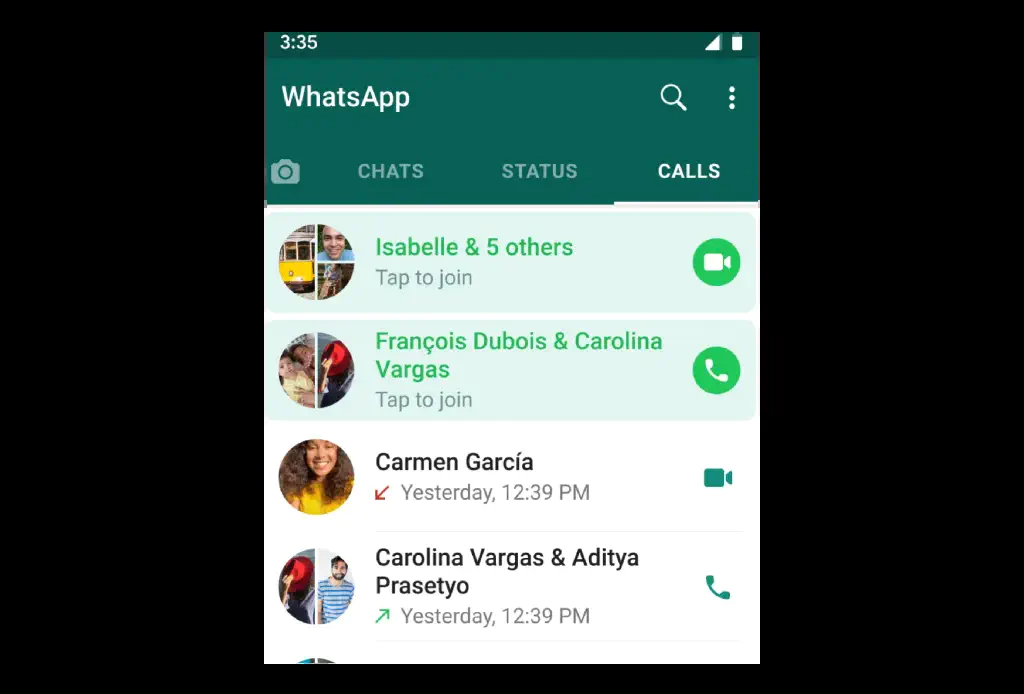 3:35
WhatsApp
CHATS STATUS CALLS
Isabelle & 5 others
Tap to join
François Dubois & Carolina
Vargas
Tap to join
Carmen García
Yesterday, 12:39 PM
Carolina Vargas & Aditya
Prasetyo
Yesterday, 12:39 PM